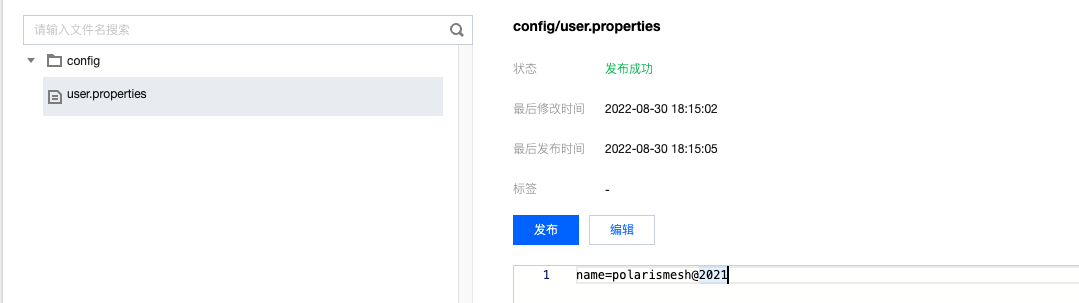 请输入文件名搜索
config
user.properties
config/user.properties
状态 发布成功
最后修改时间 2022-08-30 18:15:02
最后发布时间 2022-08-30 18:15:05
标签 -
发布 编辑
1 name=polarismesh@2021